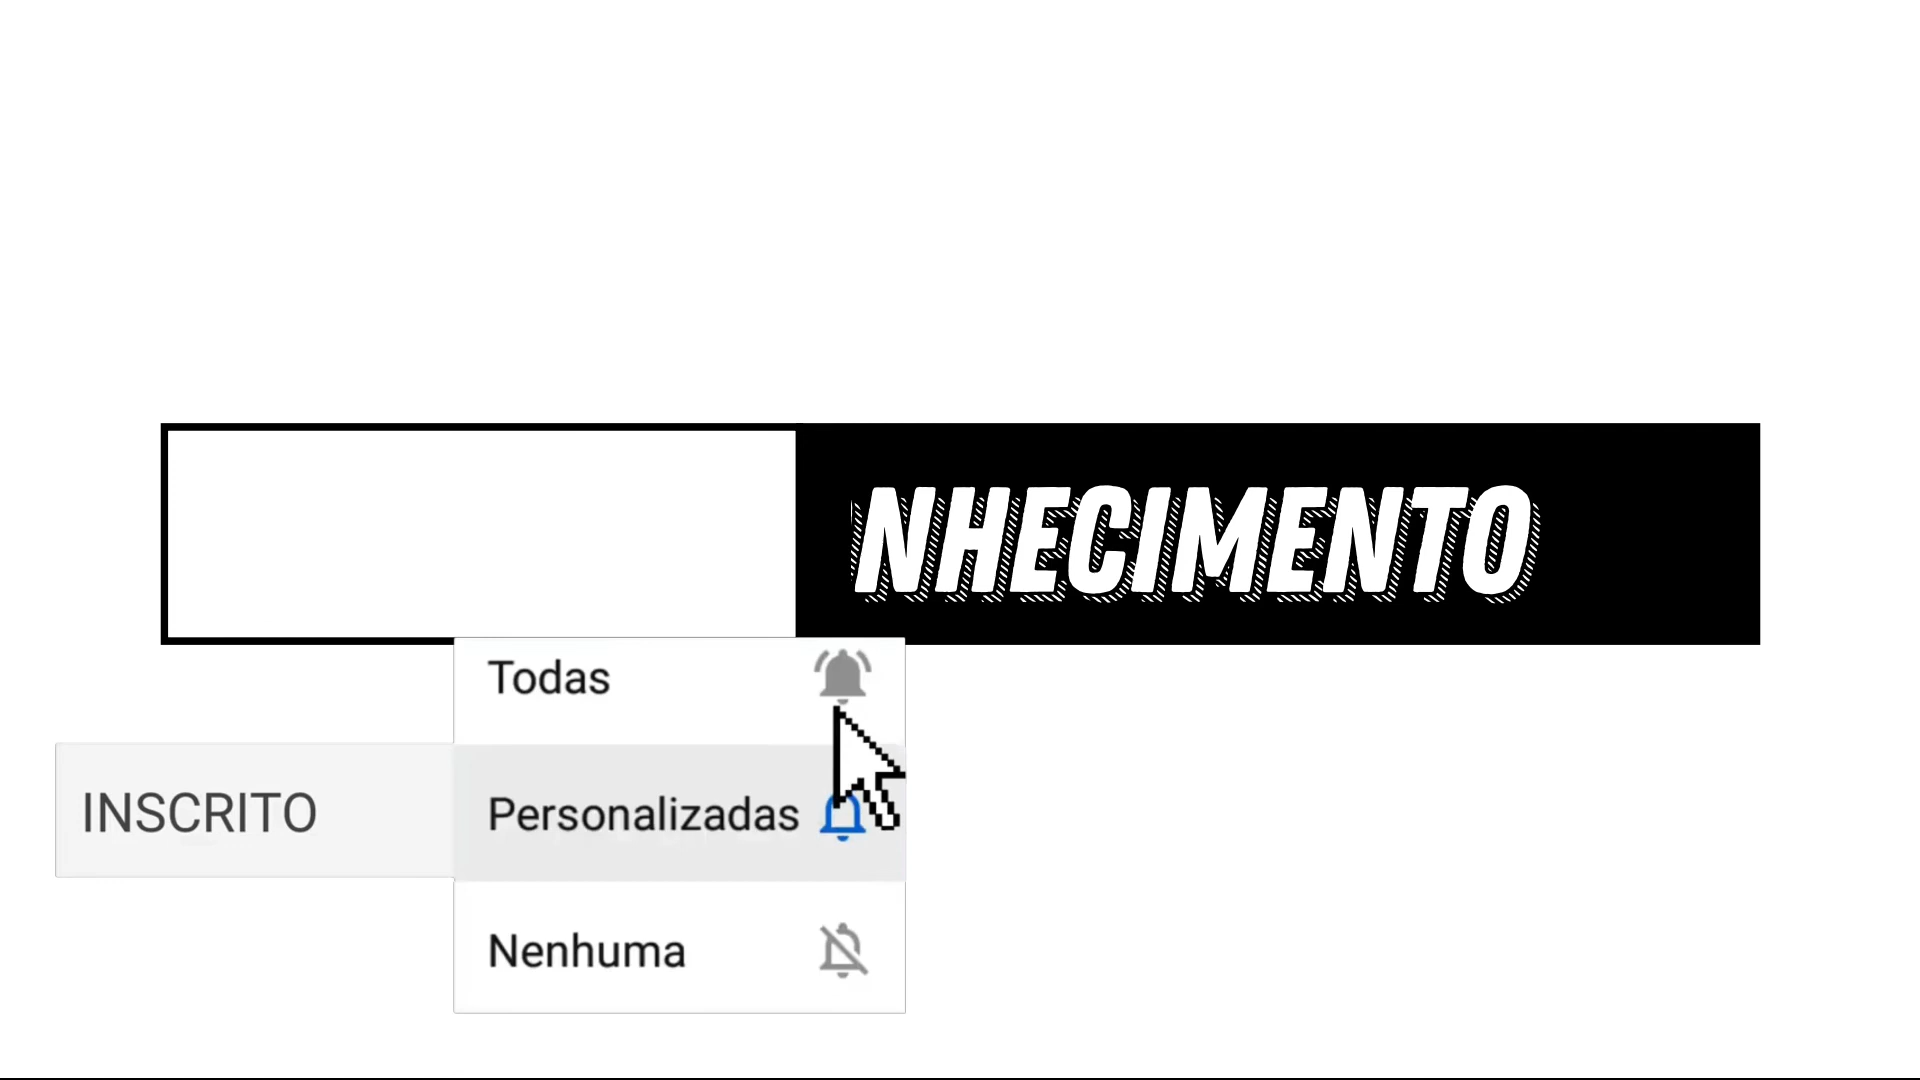 NHECIMENTO
Todas
INSCRITO
Personalizadas
Nenhuma